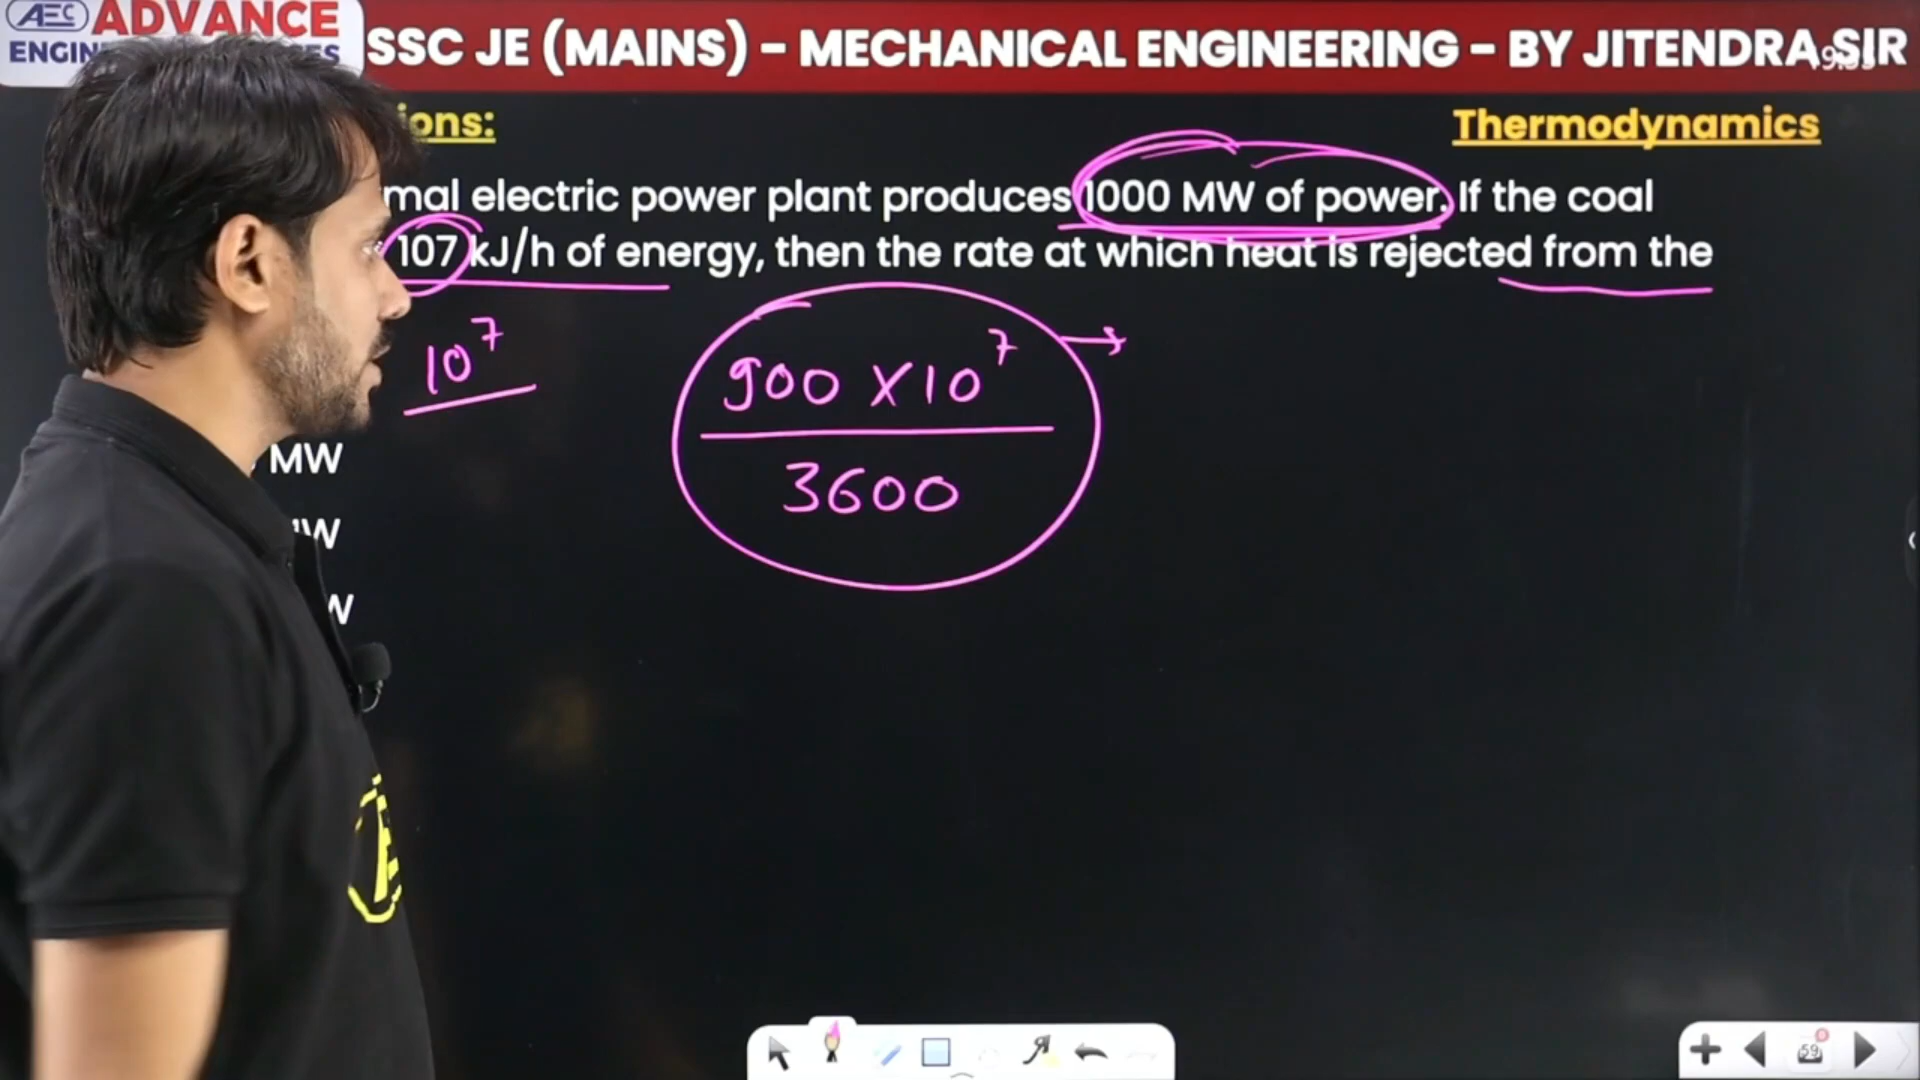 AEC ADVANCE
SSC JE (MAINS) – MECHANICAL ENGINEERING – BY JITENDRA SIR
ions:
Thermodynamics
mal electric power plant produces 1000 MW of power. If the coal
107 kJ/h of energy, then the rate at which heat is rejected from the
10⁷
900 X 10⁷
3600
MW
W
W
59